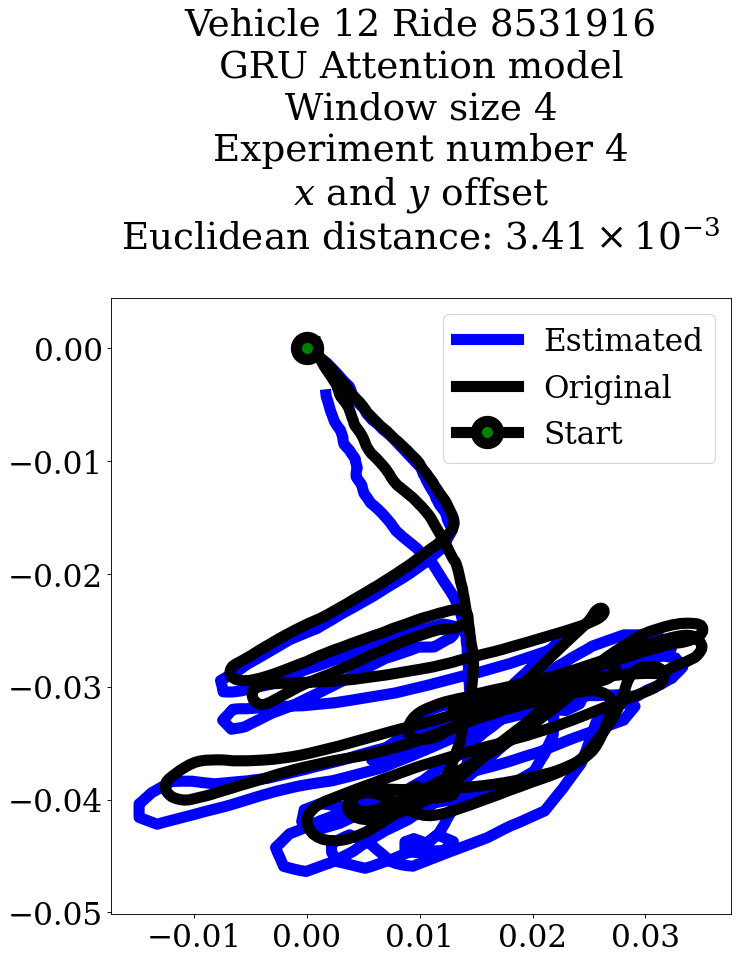 Vehicle 12 Ride 8531916
GRU Attention model
Window size 4
Experiment number 4
x and y offset
Euclidean distance: 3.41 × 10⁻³
Estimated
Original
Start
0.00
−0.01
−0.02
−0.03
−0.04
−0.05
−0.01 0.00 0.01 0.02 0.03